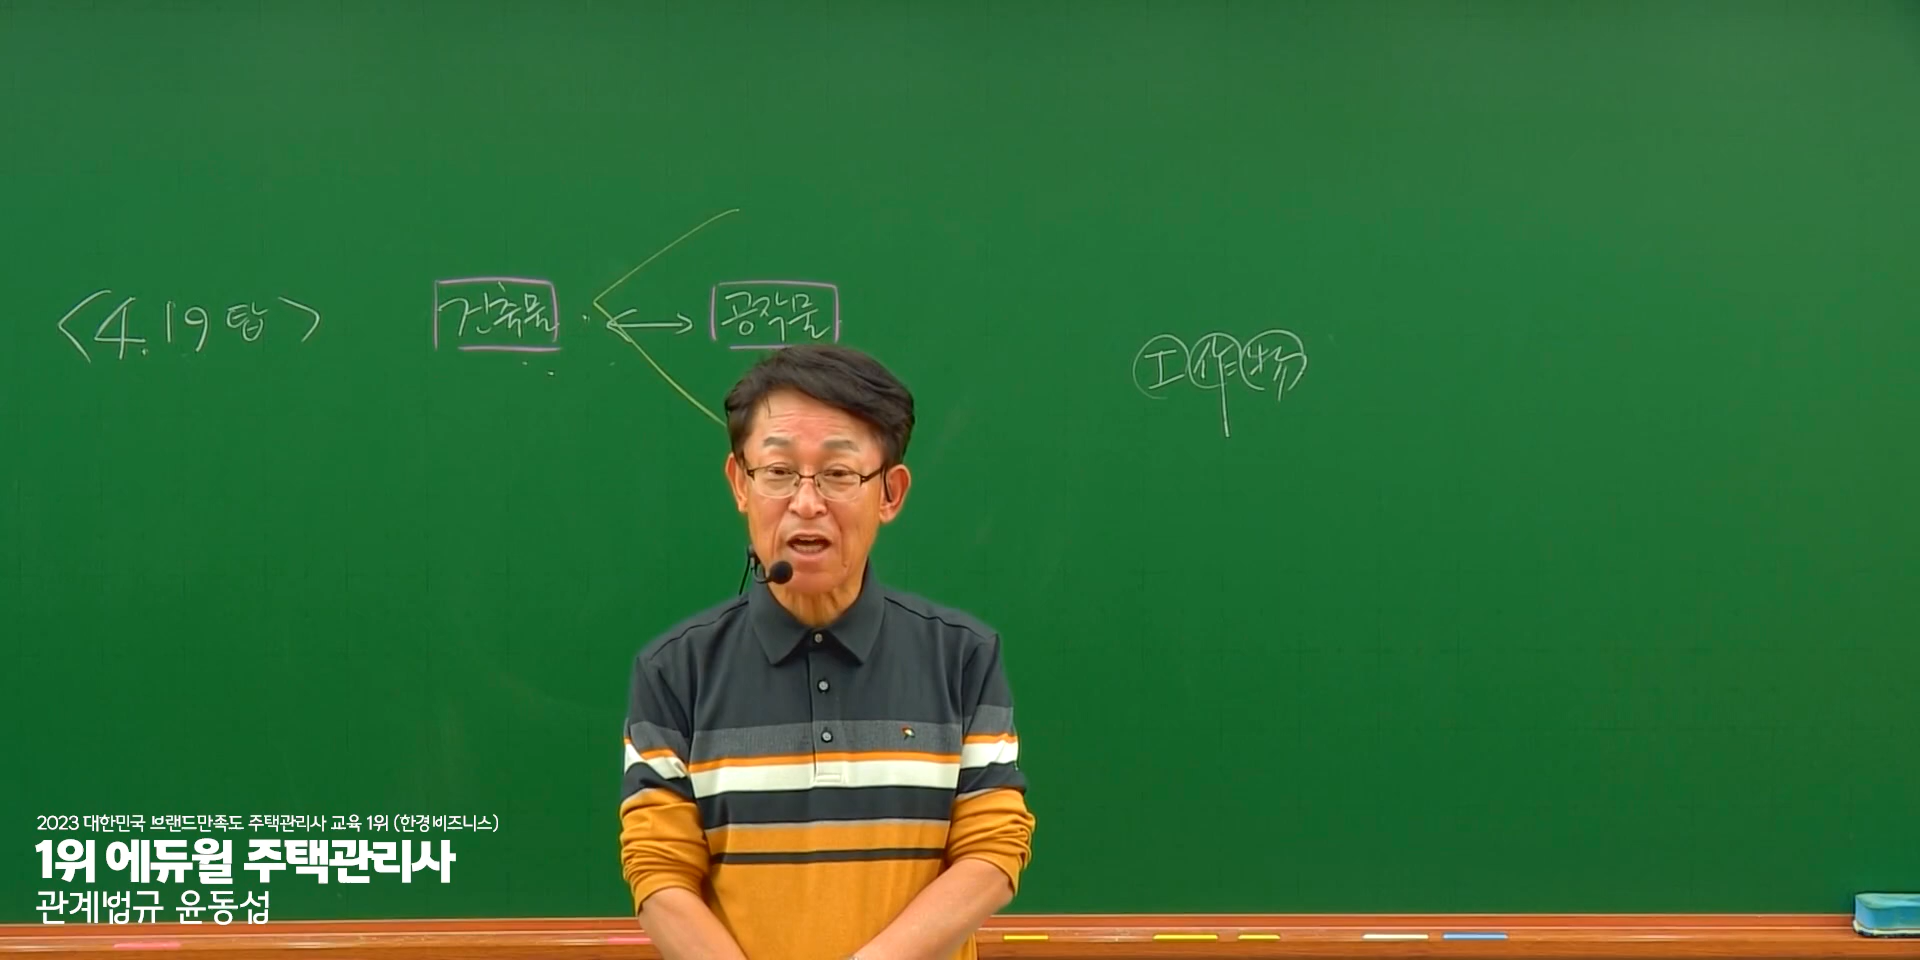 <4.19탑>
건축물 ↔ 공작물
工作物
2023 대한민국 브랜드만족도 주택관리사 교육 1위 (한경비즈니스)
1위 에듀윌 주택관리사
관계법규 윤동섭